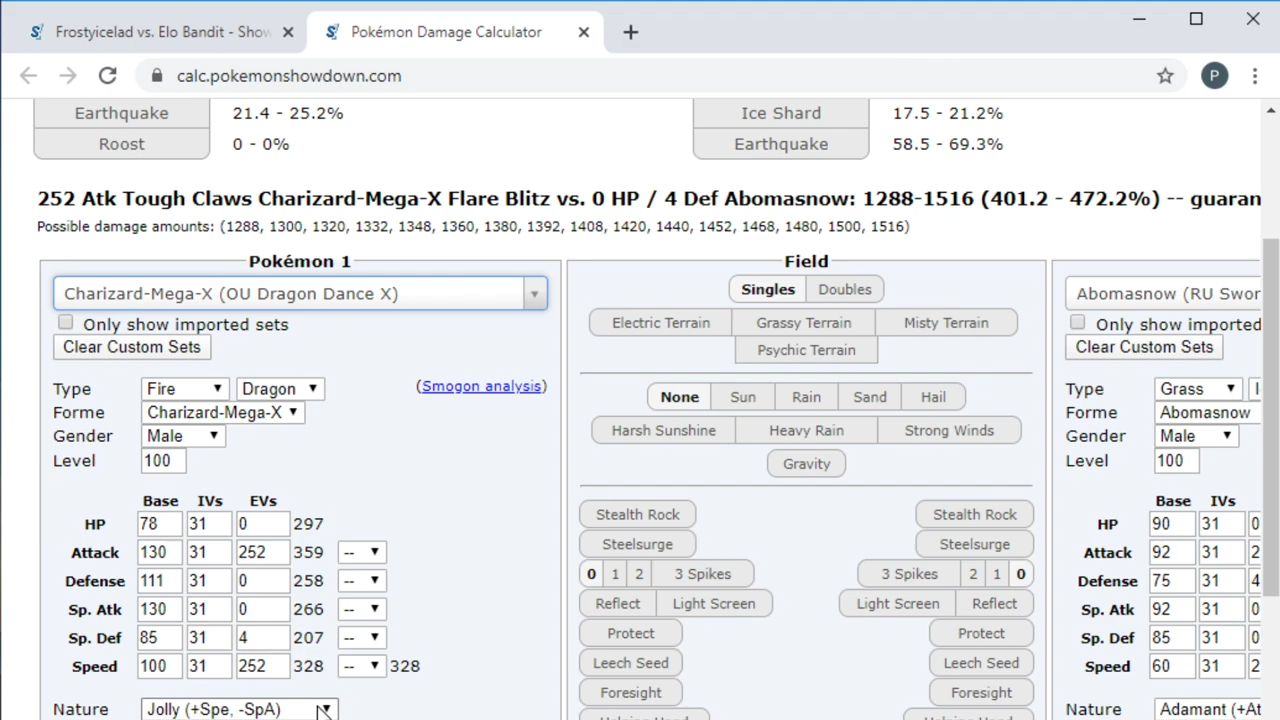 Frostyicelad vs. Elo Bandit - Show
Pokémon Damage Calculator
calc.pokemonshowdown.com
P
Earthquake 21.4 - 25.2% Ice Shard 17.5 - 21.2%
Roost 0 - 0% Earthquake 58.5 - 69.3%
252 Atk Tough Claws Charizard-Mega-X Flare Blitz vs. 0 HP / 4 Def Abomasnow: 1288-1516 (401.2 - 472.2%) -- guaran
Possible damage amounts: (1288, 1300, 1320, 1332, 1348, 1360, 1380, 1392, 1408, 1420, 1440, 1452, 1468, 1480, 1500, 1516)
Pokémon 1
Charizard-Mega-X (OU Dragon Dance X)
Only show imported sets
Clear Custom Sets
Type Fire Dragon (Smogon analysis)
Forme Charizard-Mega-X
Gender Male
Level 100
Base IVs EVs
HP 78 31 0 297
Attack 130 31 252 359 --
Defense 111 31 0 258 --
Sp. Atk 130 31 0 266 --
Sp. Def 85 31 4 207 --
Speed 100 31 252 328 -- 328
Nature Jolly (+Spe, -SpA)
Field
Singles Doubles
Electric Terrain Grassy Terrain Misty Terrain
Psychic Terrain
None Sun Rain Sand Hail
Harsh Sunshine Heavy Rain Strong Winds
Gravity
Stealth Rock Stealth Rock
Steelsurge Steelsurge
0 1 2 3 Spikes 3 Spikes 2 1 0
Reflect Light Screen Light Screen Reflect
Protect Protect
Leech Seed Leech Seed
Foresight Foresight
Helping Hand Helping Hand
Abomasnow (RU Swor
Only show imported
Clear Custom Sets
Type Grass I
Forme Abomasnow
Gender Male
Level 100
Base IVs
HP 90 31 0
Attack 92 31 2
Defense 75 31 4
Sp. Atk 92 31 0
Sp. Def 85 31 0
Speed 60 31 2
Nature Adamant (+At